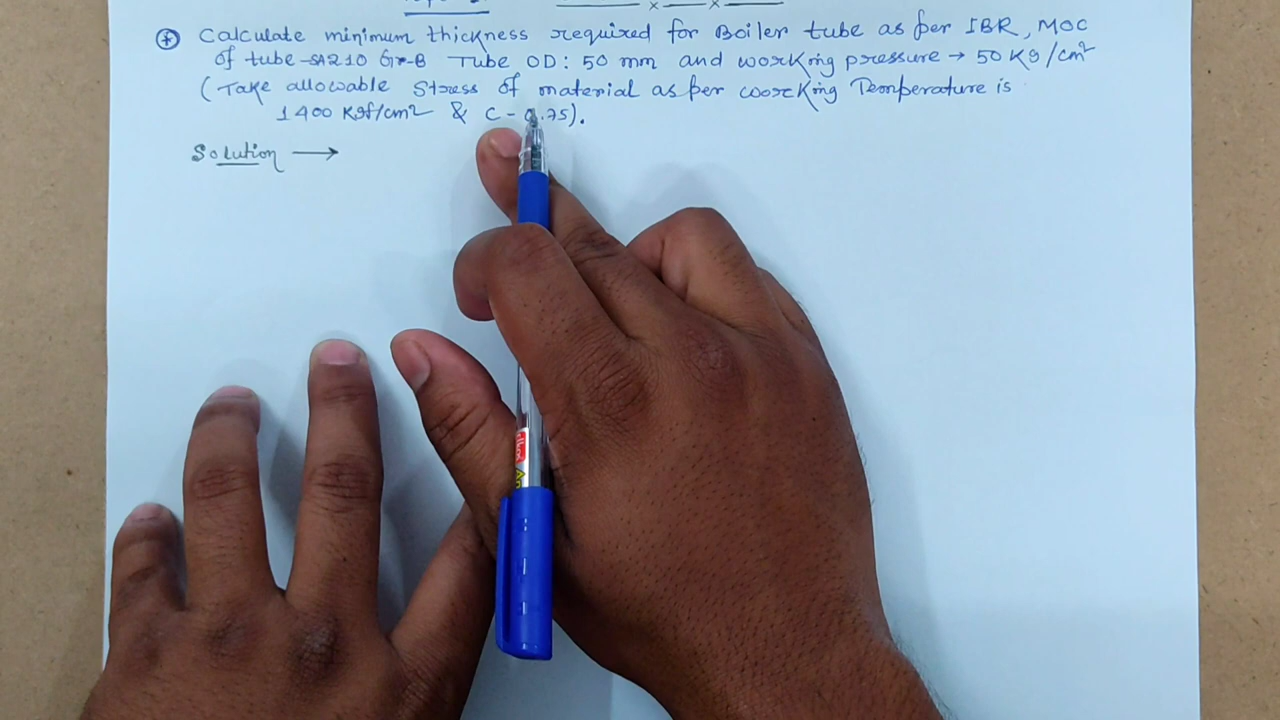 Calculate minimum thickness required for Boiler tube as per IBR, MOC
of tube-SA210 Gr-B Tube OD: 50 mm and working pressure → 50 Kg/cm²
(Take allowable Stress of material as per working Temperature is
1400 Kgf/cm² & C - 0.75).
Solution →